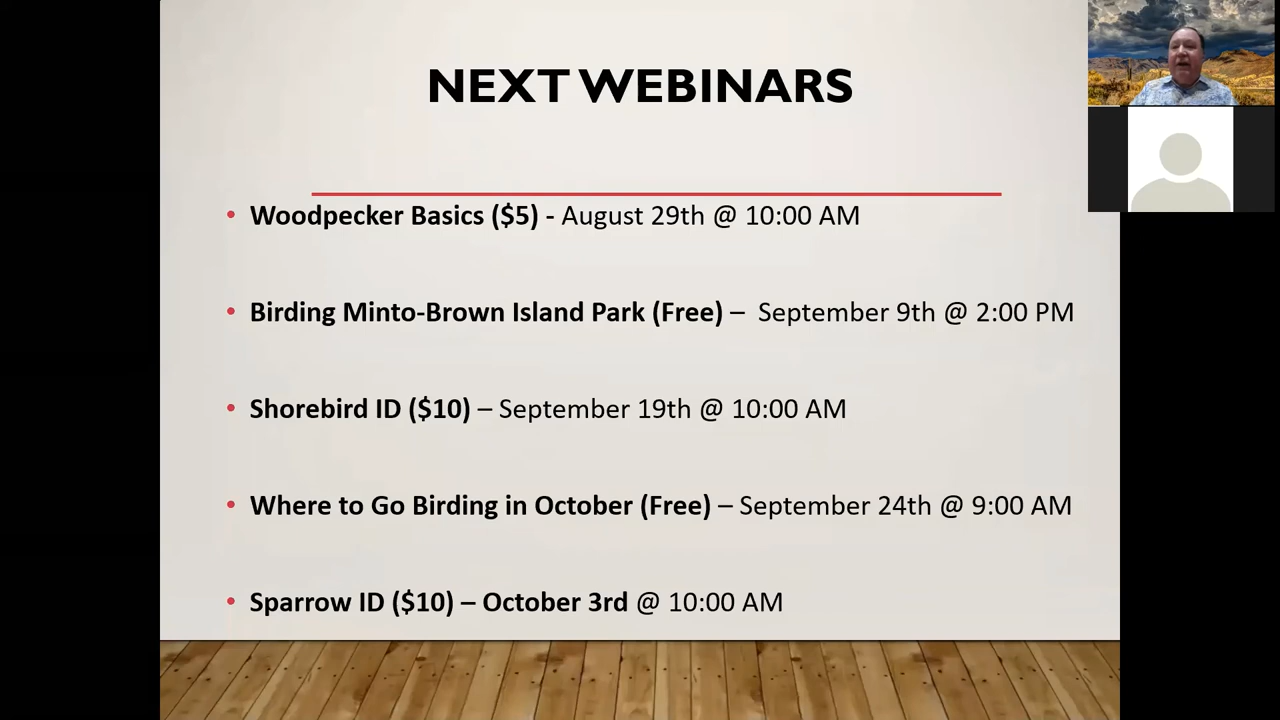 NEXT WEBINARS
• Woodpecker Basics ($5) - August 29th @ 10:00 AM
• Birding Minto-Brown Island Park (Free) – September 9th @ 2:00 PM
• Shorebird ID ($10) – September 19th @ 10:00 AM
• Where to Go Birding in October (Free) – September 24th @ 9:00 AM
• Sparrow ID ($10) – October 3rd @ 10:00 AM